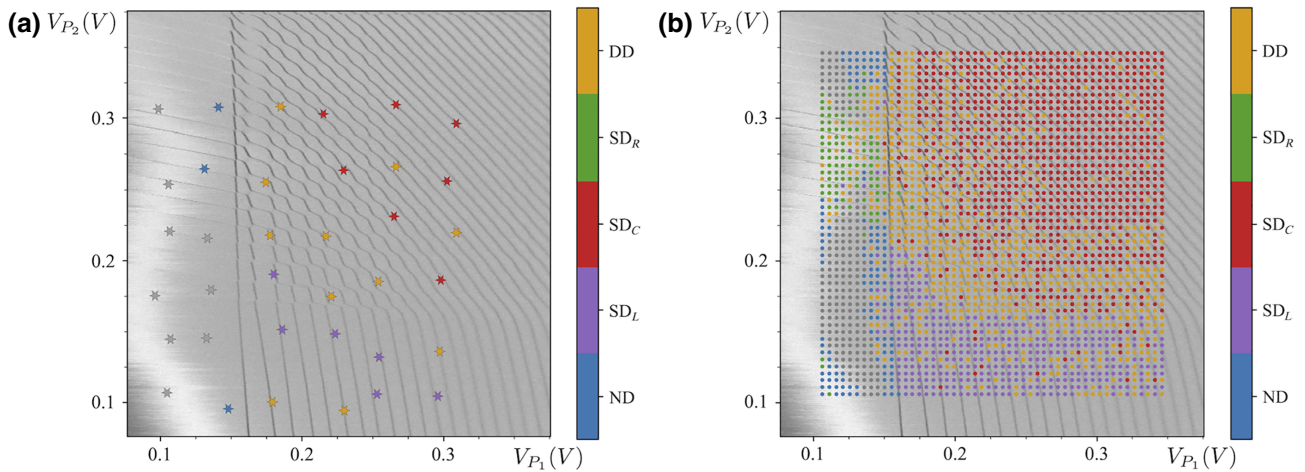 (a) V_{P_2}(V)
0.3
0.2
0.1
0.1 0.2 0.3
V_{P_1}(V)
DD
SD_R
SD_C
SD_L
ND
(b) V_{P_2}(V)
0.3
0.2
0.1
0.1 0.2 0.3
V_{P_1}(V)
DD
SD_R
SD_C
SD_L
ND